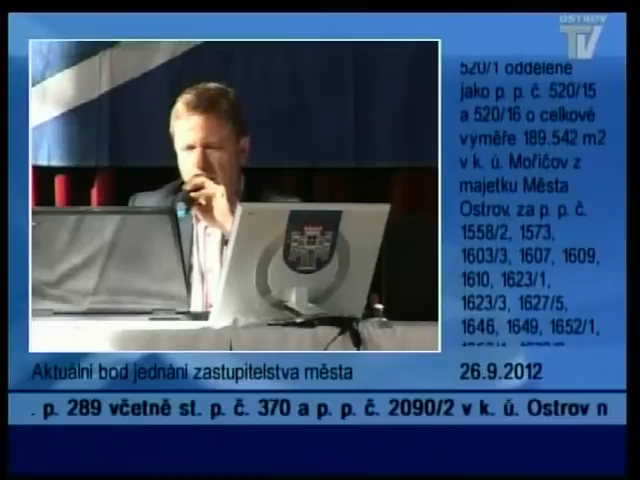 OSTROV
TV
520/1 oddělené
jako p. p. č. 520/15
a 520/16 o celkové
výměře 189.542 m2
v k. ú. Mořičov z
majetku Města
Ostrov, za p. p. č.
1558/2, 1573,
1603/3, 1607, 1609,
1610, 1623/1,
1623/3, 1627/5,
1646, 1649, 1652/1,
Aktuální bod jednání zastupitelstva města
26.9.2012
. p. 289 včetně st. p. č. 370 a p. p. č. 2090/2 v k. ú. Ostrov n